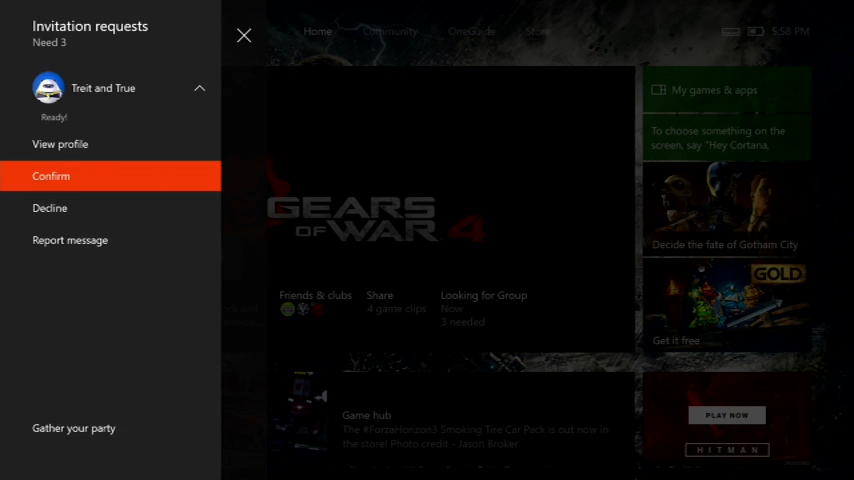 Invitation requests
Need 3
Treit and True
Ready!
View profile
Confirm
Decline
Report message
Gather your party
Home
Community
OneGuide
Store
5:58 PM
GEARS
OF WAR 4
Friends & clubs
Share
4 game clips
Looking for Group
Now
3 needed
Game hub
The #ForzaHorizon3 Smoking Tire Car Pack is out now in
the store! Photo credit - Jason Broker
My games & apps
To choose something on the
screen, say "Hey Cortana,
Decide the fate of Gotham City
GOLD
Get it free
PLAY NOW
HITMAN